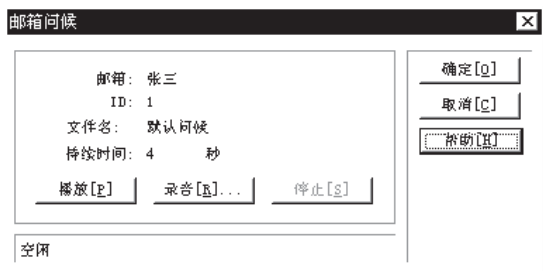 邮箱问候
邮箱: 张三
ID: 1
文件名: 默认问候
持续时间: 4 秒
播放[P] 录音[R]... 停止[S]
确定[O]
取消[C]
帮助[H]
空闲